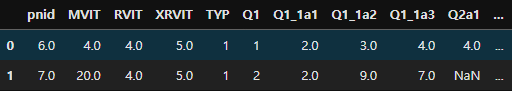 pnid MVIT RVIT XRVIT TYP Q1 Q1_1a1 Q1_1a2 Q1_1a3 Q2a1 ...
0 6.0 4.0 4.0 5.0 1 1 2.0 3.0 4.0 4.0 ...
1 7.0 20.0 4.0 5.0 1 2 2.0 9.0 7.0 NaN ...